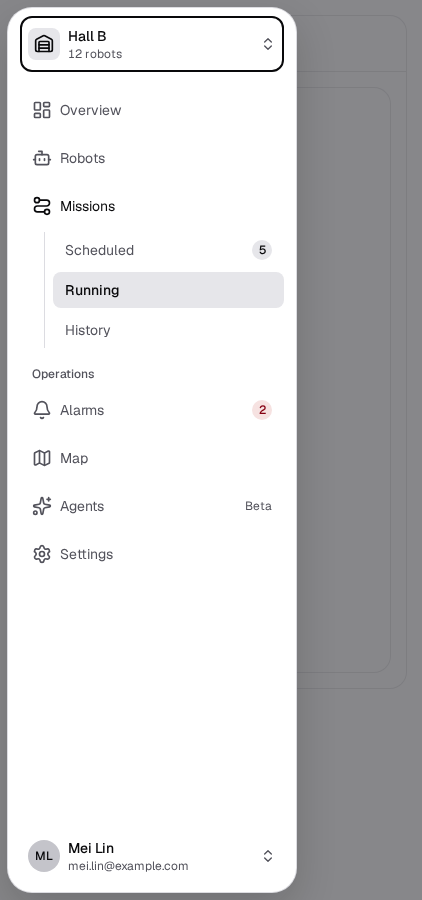 Hall B
12 robots
Overview
Robots
Missions
Scheduled 5
Running
History
Operations
Alarms 2
Map
Agents Beta
Settings
ML
Mei Lin
mei.lin@example.com